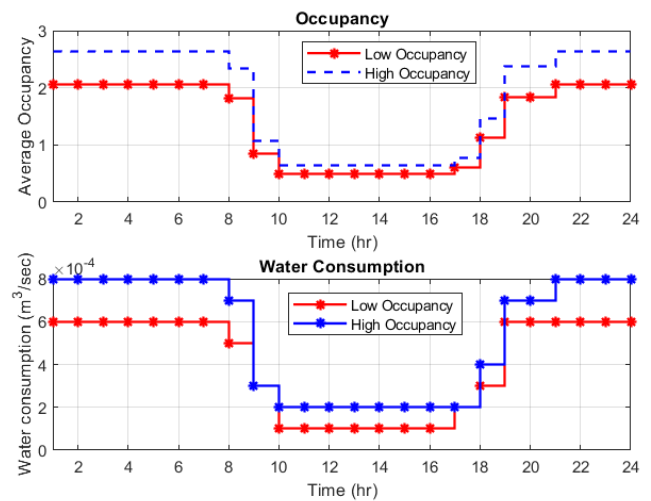 Occupancy
3
2
1
0
Average Occupancy
Low Occupancy
High Occupancy
2 4 6 8 10 12 14 16 18 20 22 24
Time (hr)
Water Consumption
×10⁻⁴
8
6
4
2
0
Water consumption (m³/sec)
Low Occupancy
High Occupancy
2 4 6 8 10 12 14 16 18 20 22 24
Time (hr)